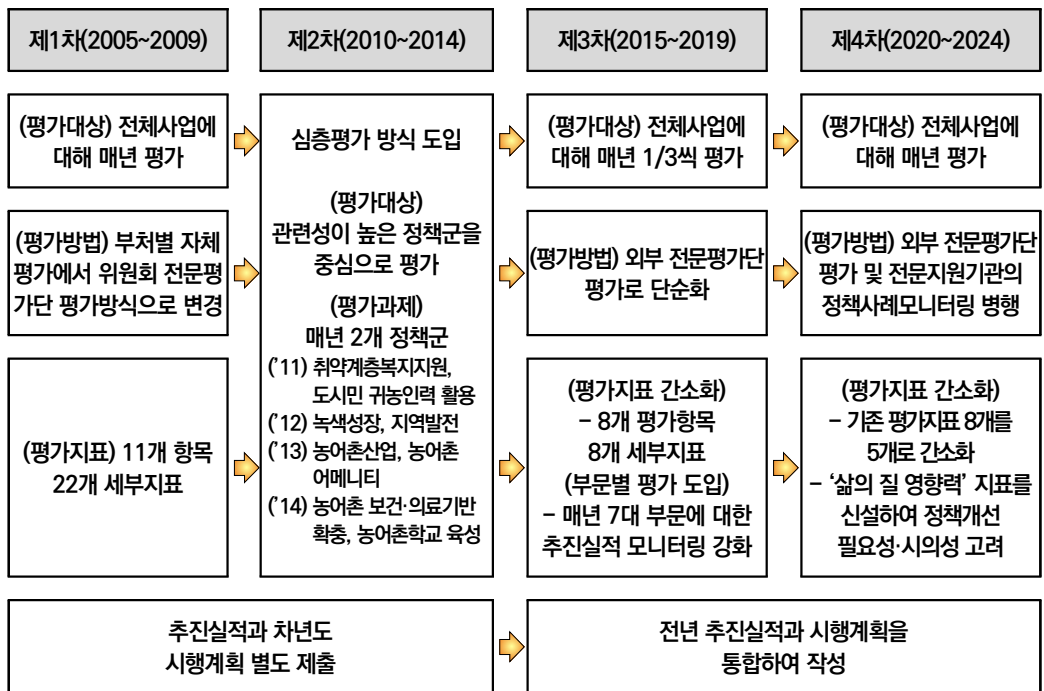 제1차(2005~2009)
제2차(2010~2014)
제3차(2015~2019)
제4차(2020~2024)
(평가대상) 전체사업에
대해 매년 평가
(평가방법) 부처별 자체
평가에서 위원회 전문평
가단 평가방식으로 변경
(평가지표) 11개 항목
22개 세부지표
심층평가 방식 도입
(평가대상)
관련성이 높은 정책군을
중심으로 평가
(평가과제)
매년 2개 정책군
('11) 취약계층복지지원,
도시민 귀농인력 활용
('12) 녹색성장, 지역발전
('13) 농어촌산업, 농어촌
어메니티
('14) 농어촌 보건·의료기반
확충, 농어촌학교 육성
(평가대상) 전체사업에
대해 매년 1/3씩 평가
(평가방법) 외부 전문평가단
평가로 단순화
(평가지표 간소화)
– 8개 평가항목
8개 세부지표
(부문별 평가 도입)
– 매년 7대 부문에 대한
추진실적 모니터링 강화
(평가대상) 전체사업에
대해 매년 평가
(평가방법) 외부 전문평가단
평가 및 전문지원기관의
정책사례모니터링 병행
(평가지표 간소화)
– 기존 평가지표 8개를
5개로 간소화
– '삶의 질 영향력' 지표를
신설하여 정책개선
필요성·시의성 고려
추진실적과 차년도
시행계획 별도 제출
전년 추진실적과 시행계획을
통합하여 작성